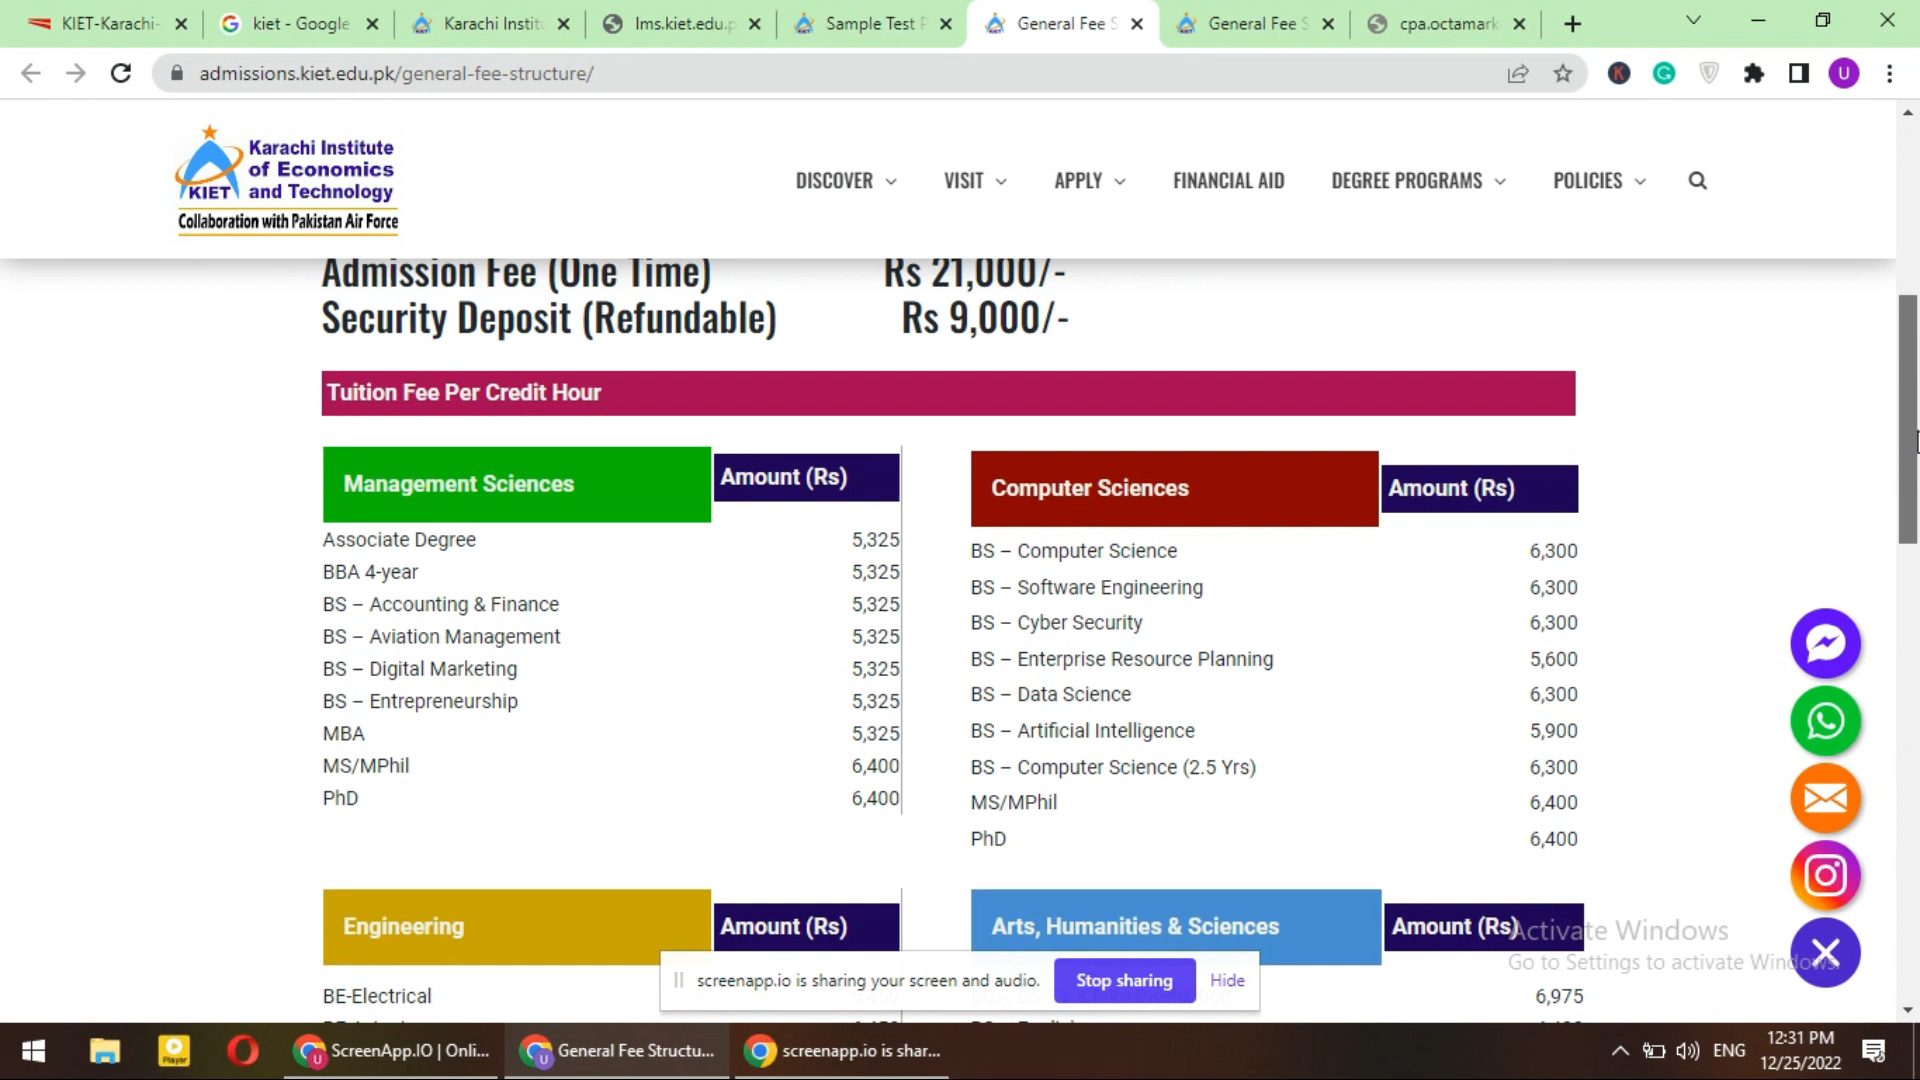 KIET-Karachi-
kiet - Google
Karachi Instit
lms.kiet.edu.p
Sample Test P
General Fee S
General Fee S
cpa.octamark
admissions.kiet.edu.pk/general-fee-structure/
K
G
U
Karachi Institute
of Economics
and Technology
KIET
Collaboration with Pakistan Air Force
DISCOVER
VISIT
APPLY
FINANCIAL AID
DEGREE PROGRAMS
POLICIES
Admission Fee (One Time) Rs 21,000/-
Security Deposit (Refundable) Rs 9,000/-
Tuition Fee Per Credit Hour
Management Sciences Amount (Rs)
Associate Degree 5,325
BBA 4-year 5,325
BS – Accounting & Finance 5,325
BS – Aviation Management 5,325
BS – Digital Marketing 5,325
BS – Entrepreneurship 5,325
MBA 5,325
MS/MPhil 6,400
PhD 6,400
Computer Sciences Amount (Rs)
BS – Computer Science 6,300
BS – Software Engineering 6,300
BS – Cyber Security 6,300
BS – Enterprise Resource Planning 5,600
BS – Data Science 6,300
BS – Artificial Intelligence 5,900
BS – Computer Science (2.5 Yrs) 6,300
MS/MPhil 6,400
PhD 6,400
Engineering Amount (Rs)
BE-Electrical
Arts, Humanities & Sciences Amount (Rs)
6,975
Activate Windows
Go to Settings to activate Windows.
screenapp.io is sharing your screen and audio.
Stop sharing
Hide
Player
ScreenApp.IO | Onli...
General Fee Structu...
screenapp.io is shar...
ENG
12:31 PM
12/25/2022